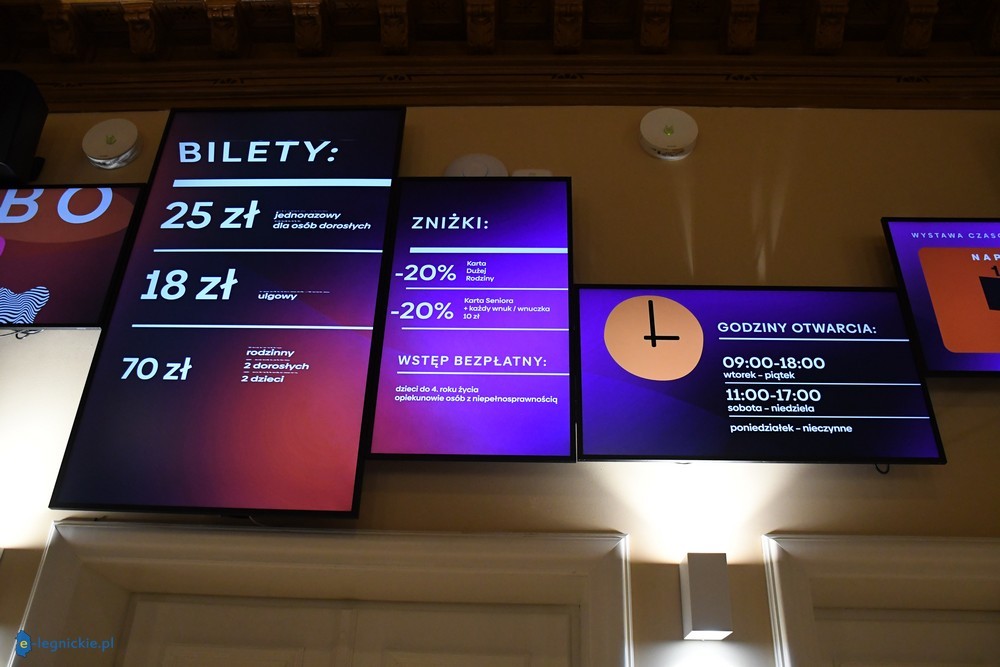 BO
BILETY:
25 zł jednorazowy
dla osób dorosłych
18 zł ulgowy
70 zł rodzinny
2 dorosłych
2 dzieci
ZNIŻKI:
-20% Karta
Dużej
Rodziny
-20% Karta Seniora
+ każdy wnuk / wnuczka
10 zł
WSTĘP BEZPŁATNY:
dzieci do 4. roku życia
opiekunowie osób z niepełnosprawnością
GODZINY OTWARCIA:
09:00-18:00
wtorek - piątek
11:00-17:00
sobota - niedziela
poniedziałek - nieczynne
WYSTAWA CZASO
NAP
e-legnickie.pl